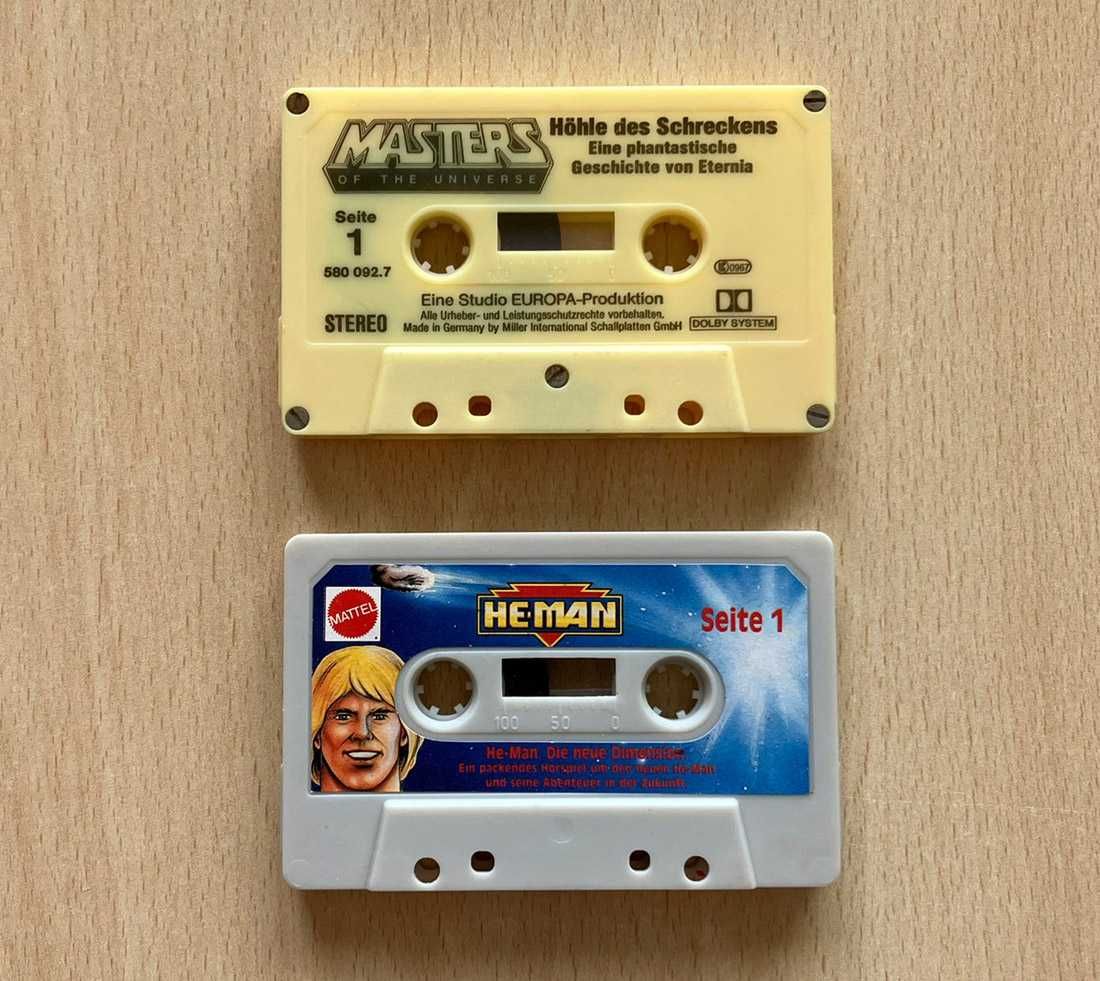 MASTERS
OF THE UNIVERSE
Höhle des Schreckens
Eine phantastische
Geschichte von Eternia
Seite
1
580 092.7
100 50 0
0967
Eine Studio EUROPA-Produktion
Alle Urheber- und Leistungsschutzrechte vorbehalten.
Made in Germany by Miller International Schallplatten GmbH
STEREO
DOLBY SYSTEM
MATTEL
HE-MAN
Seite 1
100 50 0
He-Man. Die neue Dimension.
Ein packendes Hörspiel um den neuen He-Man
und seine Abenteuer in der Zukunft